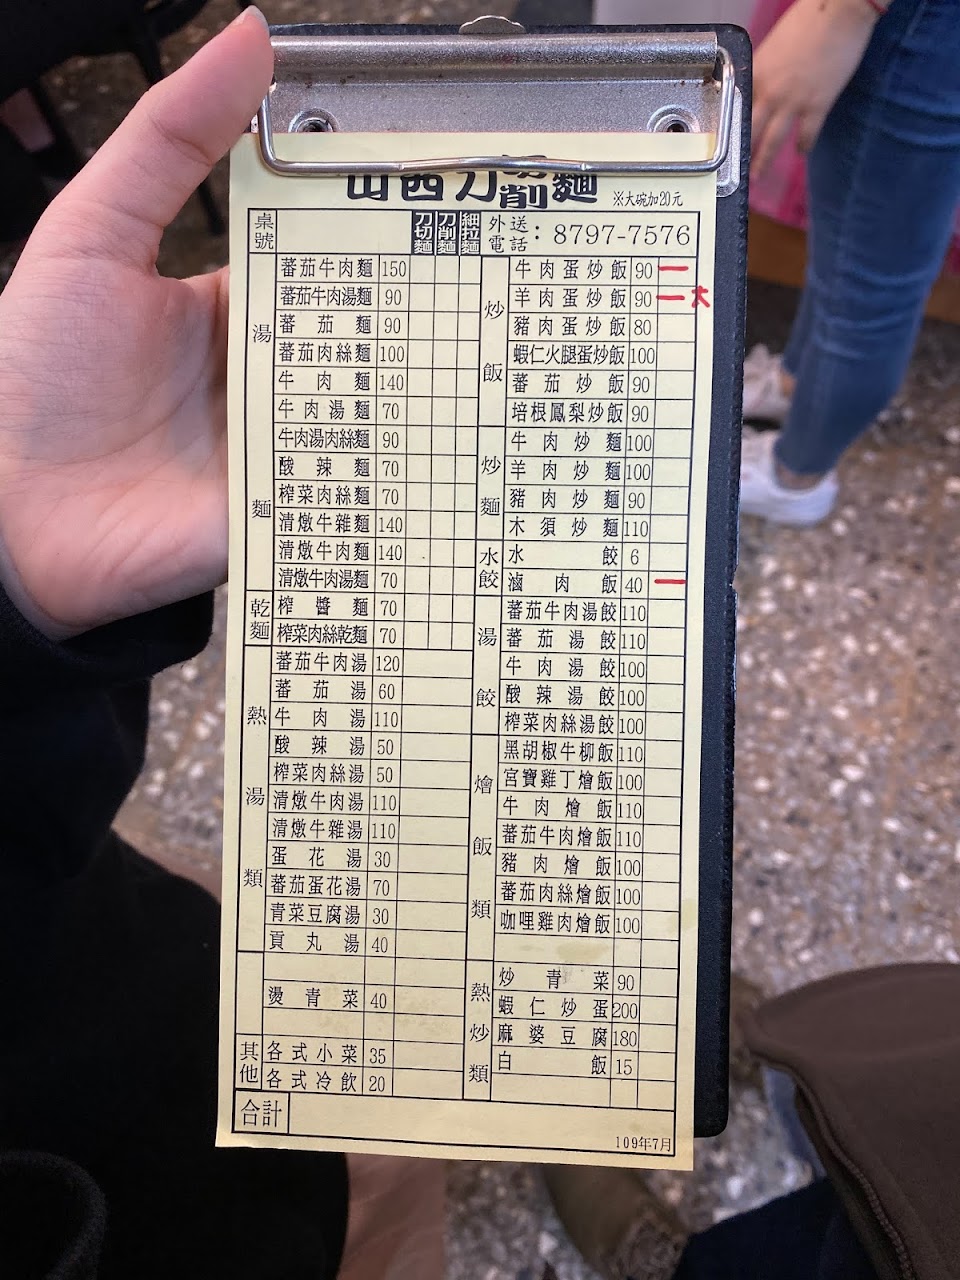 山西刀削麵 ※大碗加20元
桌號
刀切麵 刀削麵 細拉麵
外送電話：8797-7576
湯麵
蕃茄牛肉麵 150
蕃茄牛肉湯麵 90
蕃茄麵 90
蕃茄肉絲麵 100
牛肉麵 140
牛肉湯麵 70
牛肉湯肉絲麵 90
酸辣麵 70
榨菜肉絲麵 70
清燉牛雜麵 140
清燉牛肉麵 140
清燉牛肉湯麵 70
乾麵
榨醬麵 70
榨菜肉絲乾麵 70
熱湯類
蕃茄牛肉湯 120
蕃茄湯 60
牛肉湯 110
酸辣湯 50
榨菜肉絲湯 50
清燉牛肉湯 110
清燉牛雜湯 110
蛋花湯 30
蕃茄蛋花湯 70
青菜豆腐湯 30
貢丸湯 40
燙青菜 40
其他
各式小菜 35
各式冷飲 20
炒飯
牛肉蛋炒飯 90 一
羊肉蛋炒飯 90 一大
豬肉蛋炒飯 80
蝦仁火腿蛋炒飯 100
蕃茄炒飯 90
培根鳳梨炒飯 90
炒麵
牛肉炒麵 100
羊肉炒麵 100
豬肉炒麵 90
木須炒麵 110
水餃
水餃 6
滷肉飯 40 一
湯餃
蕃茄牛肉湯餃 110
蕃茄湯餃 110
牛肉湯餃 100
酸辣湯餃 100
榨菜肉絲湯餃 100
燴飯類
黑胡椒牛柳飯 110
宮寶雞丁燴飯 100
牛肉燴飯 110
蕃茄牛肉燴飯 110
豬肉燴飯 100
蕃茄肉絲燴飯 100
咖哩雞肉燴飯 100
熱炒類
炒青菜 90
蝦仁炒蛋 200
麻婆豆腐 180
白飯 15
合計
109年7月